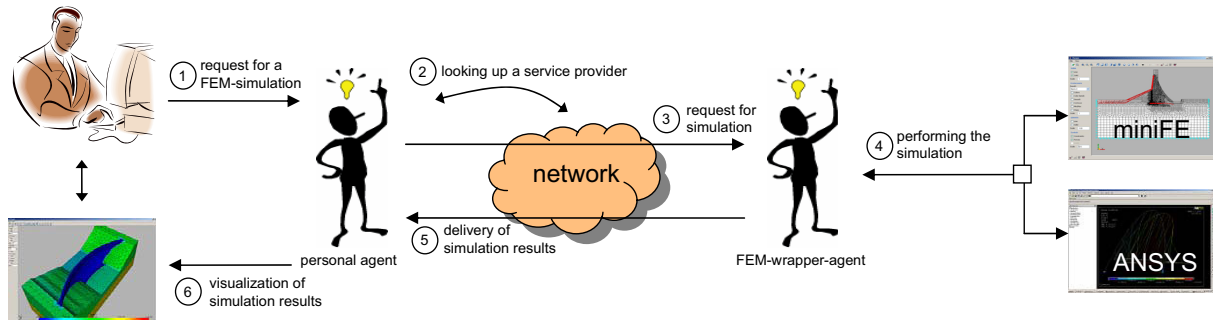 1 request for a
FEM-simulation
2 looking up a service provider
3 request for
simulation
4 performing the
simulation
miniFE
network
5 delivery of
simulation results
personal agent
FEM-wrapper-agent
ANSYS
6 visualization of
simulation results